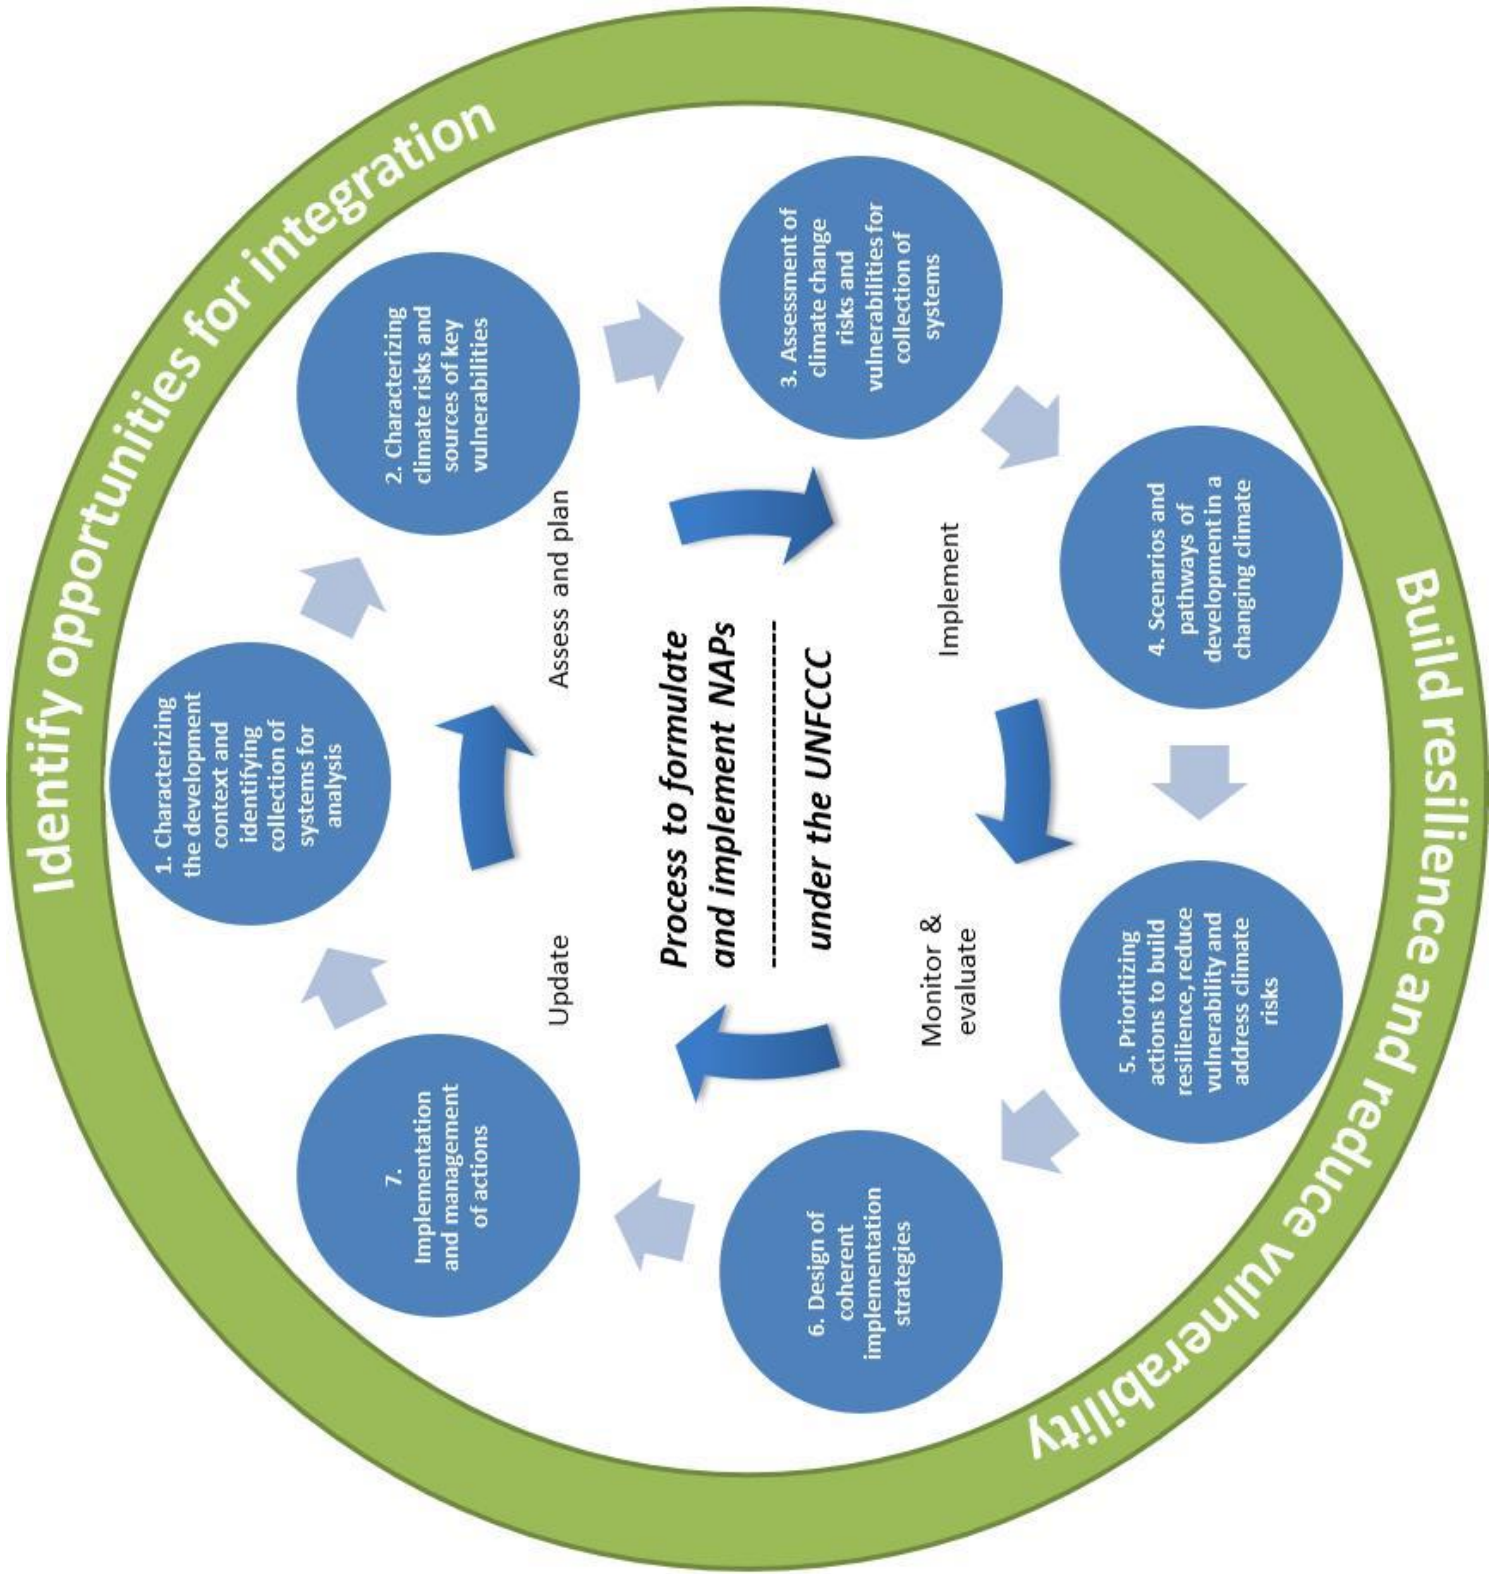 Identify opportunities for integration
1. Characterizing
the development
context and
identifying
collection of
systems for
analysis
2. Characterizing
climate risks and
sources of key
vulnerabilities
3. Assessment of
climate change
risks and
vulnerabilities for
collection of
systems
4. Scenarios and
pathways of
development in a
changing climate
5. Prioritizing
actions to build
resilience, reduce
vulnerability and
address climate
risks
6. Design of
coherent
implementation
strategies
7.
Implementation
and management
of actions
Assess and plan
Implement
Monitor &
evaluate
Update
Process to formulate
and implement NAPs
-----------------------------
under the UNFCCC
Build resilience and reduce vulnerability